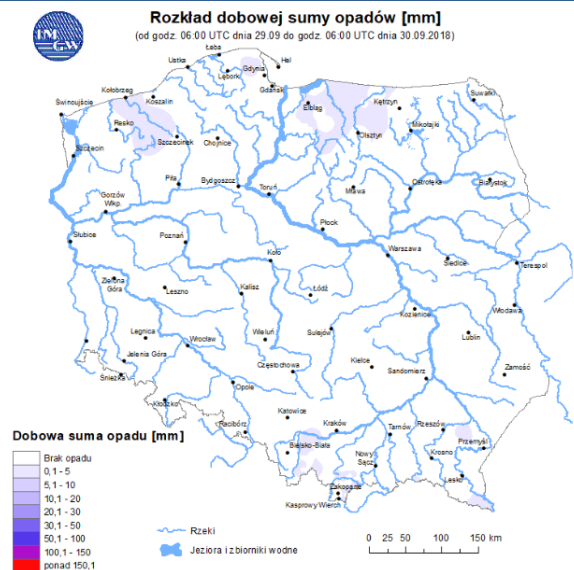 IM
GW
Rozkład dobowej sumy opadów [mm]
(od godz. 06:00 UTC dnia 29.09 do godz. 06:00 UTC dnia 30.09.2018)
Łeba
Ustka
Hel
Gdynia
Lębork
Gdańsk
Kołobrzeg
Koszalin
Świnoujście
Elbląg
Kętrzyn
Suwałki
Resko
Szczecinek
Chojnice
Olsztyn
Mikołajki
Szczecin
Piła
Bydgoszcz
Toruń
Mława
Ostrołęka
Białystok
Gorzów
Wkp.
Płock
Słubice
Poznań
Koło
Warszawa
Siedlce
Terespol
Zielona
Góra
Leszno
Kalisz
Łódź
Kozienice
Włodawa
Legnica
Wrocław
Wieluń
Sulejów
Lublin
Jelenia Góra
Śnieżka
Częstochowa
Kielce
Sandomierz
Zamość
Opole
Kłodzko
Racibórz
Katowice
Kraków
Tarnów
Rzeszów
Przemyśl
Bielsko-Biała
Nowy
Sącz
Krosno
Lesko
Zakopane
Kasprowy Wierch
Dobowa suma opadu [mm]
Brak opadu
0,1 - 5
5,1 - 10
10,1 - 20
20,1 - 30
30,1 - 50
50,1 - 100
100,1 - 150
ponad 150,1
Rzeki
Jeziora i zbiorniki wodne
0 25 50 100 150 km